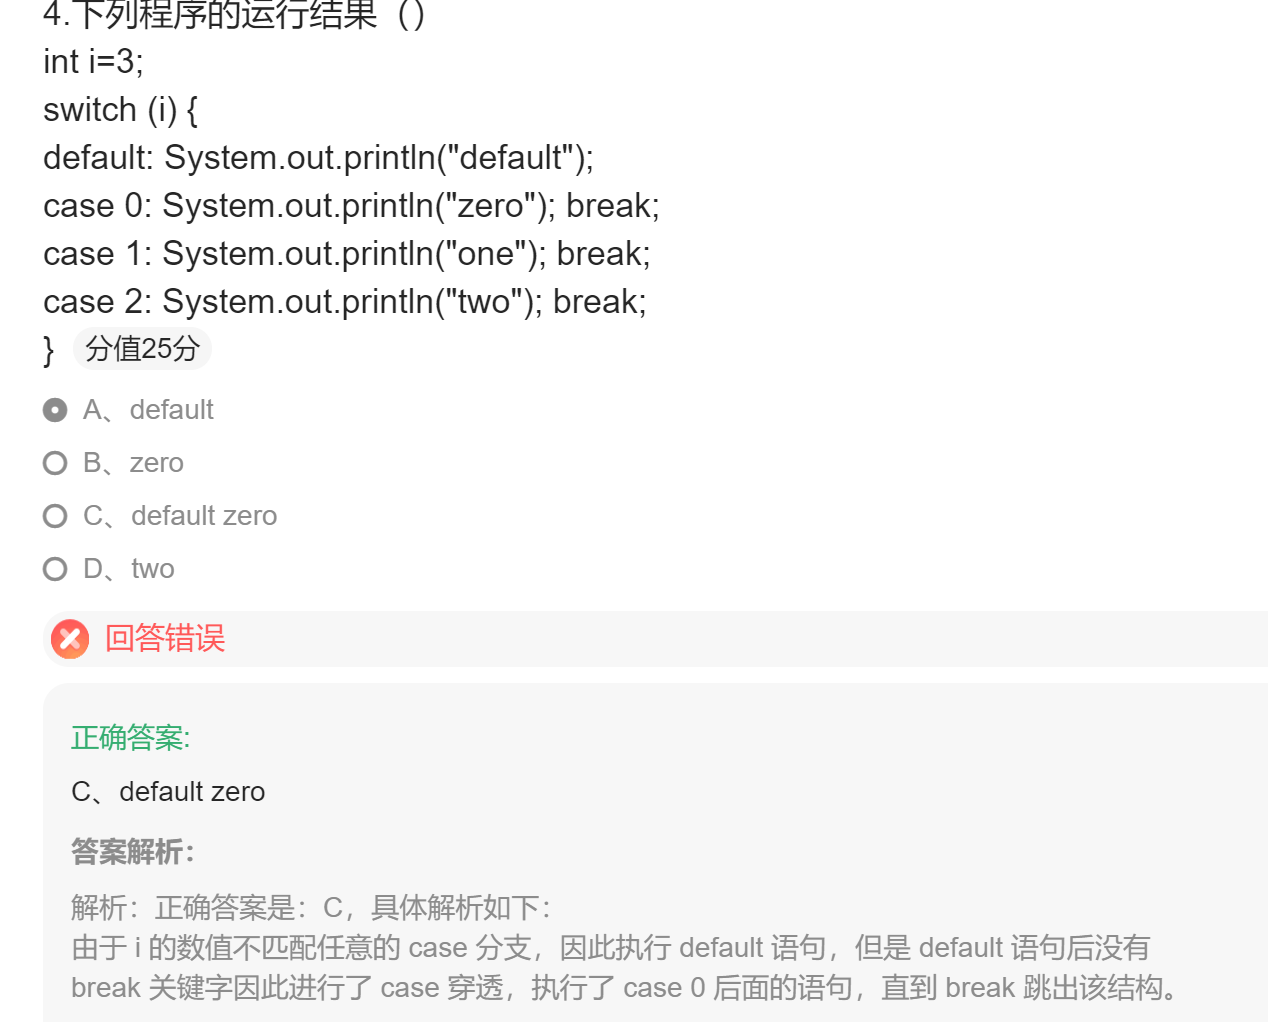 4.下列程序的运行结果（）
int i=3;
switch (i) {
default: System.out.println("default");
case 0: System.out.println("zero"); break;
case 1: System.out.println("one"); break;
case 2: System.out.println("two"); break;
} 分值25分
A、default
B、zero
C、default zero
D、two
回答错误
正确答案:
C、default zero
答案解析：
解析：正确答案是：C，具体解析如下：
由于 i 的数值不匹配任意的 case 分支，因此执行 default 语句，但是 default 语句后没有
break 关键字因此进行了 case 穿透，执行了 case 0 后面的语句，直到 break 跳出该结构。